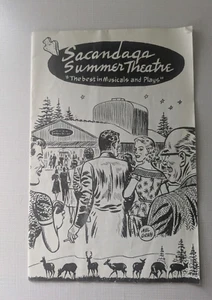 Sacandaga
Summer Theatre
"The best in Musicals and Plays"